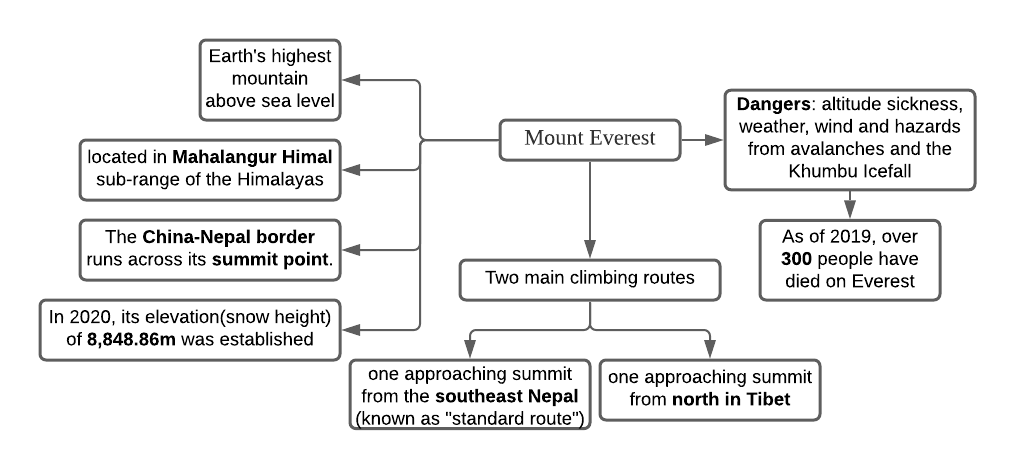 Mount Everest
Earth's highest
mountain
above sea level
located in Mahalangur Himal
sub-range of the Himalayas
The China-Nepal border
runs across its summit point.
In 2020, its elevation(snow height)
of 8,848.86m was established
Two main climbing routes
one approaching summit
from the southeast Nepal
(known as "standard route")
one approaching summit
from north in Tibet
Dangers: altitude sickness,
weather, wind and hazards
from avalanches and the
Khumbu Icefall
As of 2019, over
300 people have
died on Everest